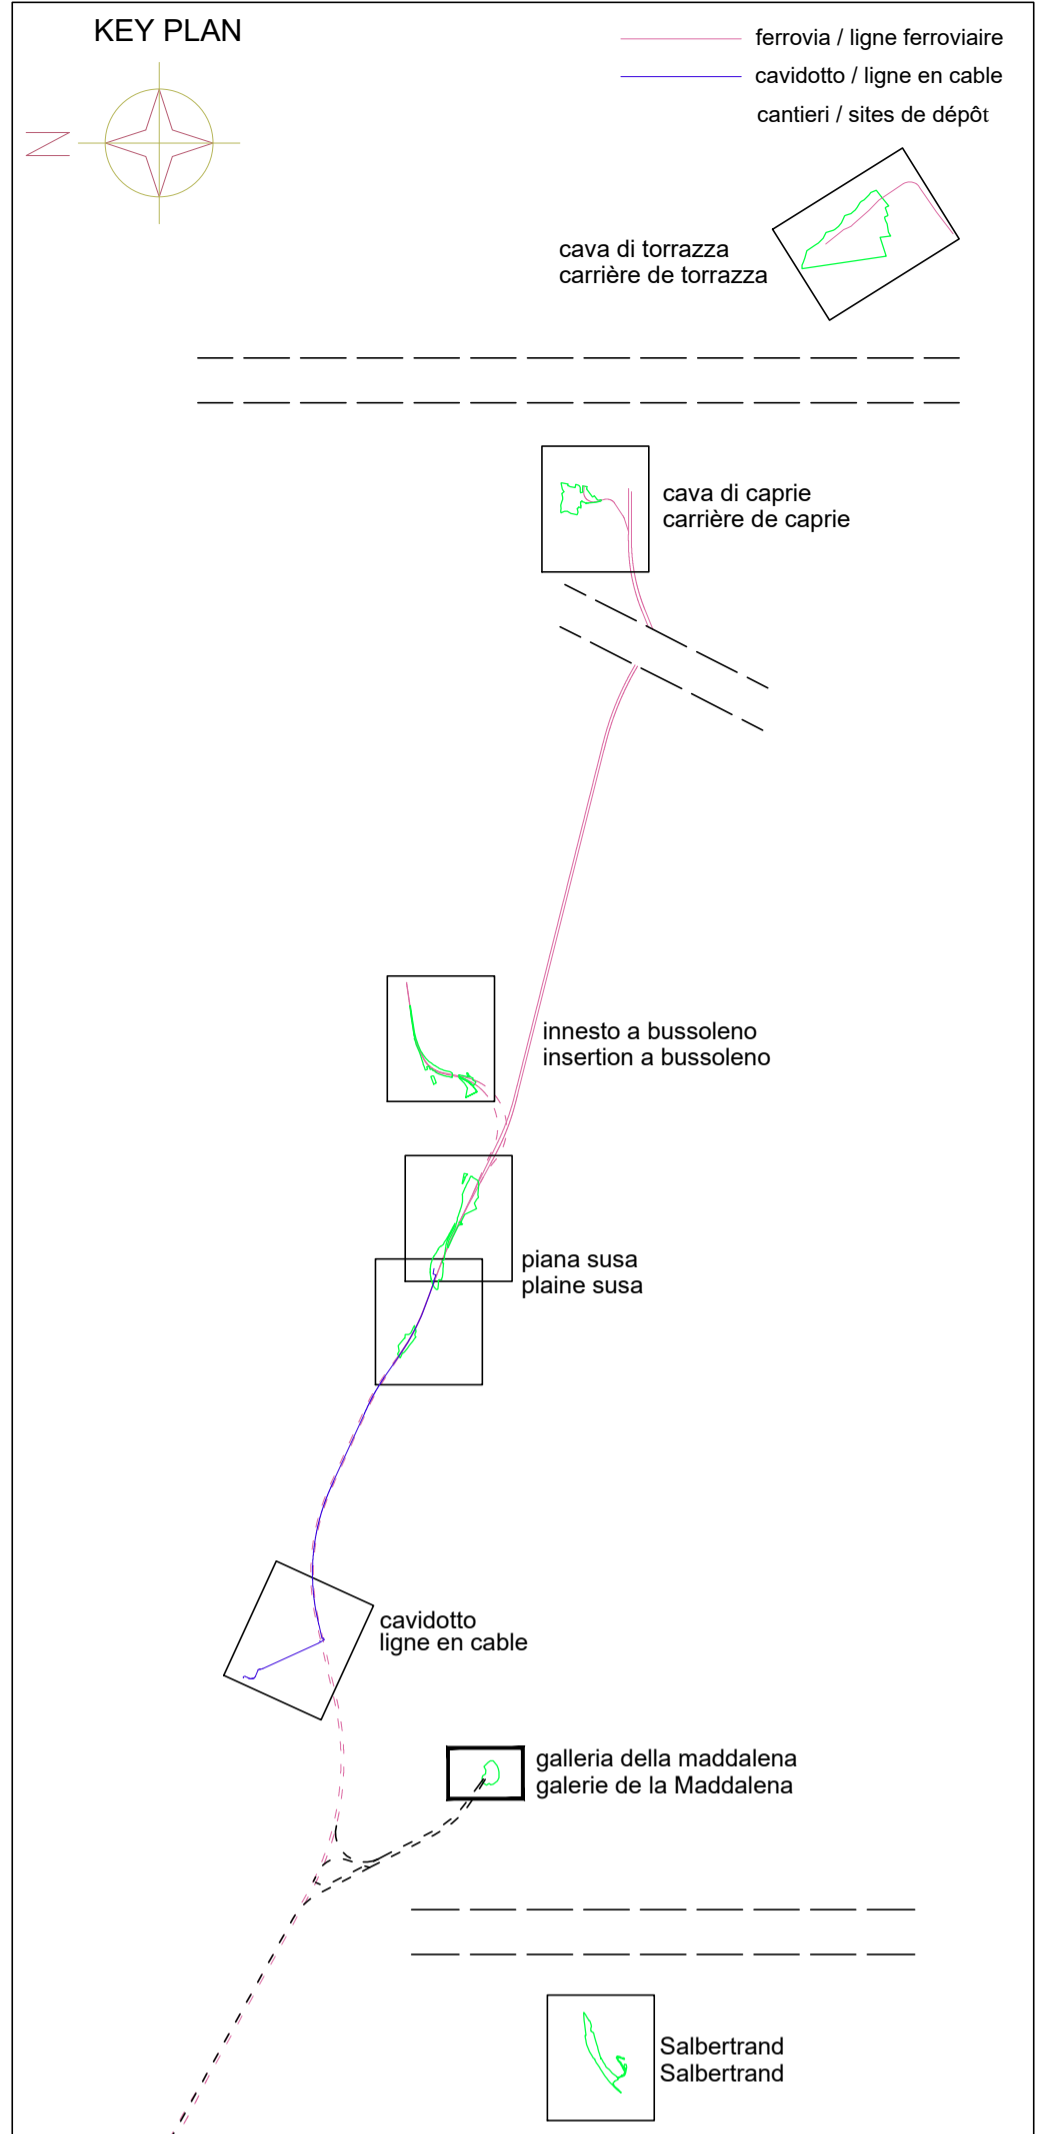 KEY PLAN
ferrovia / ligne ferroviaire
cavidotto / ligne en cable
cantieri / sites de dépôt
N
cava di torrazza
carrière de torrazza
cava di caprie
carrière de caprie
innesto a bussoleno
insertion a bussoleno
piana susa
plaine susa
cavidotto
ligne en cable
galleria della maddalena
galerie de la Maddalena
Salbertrand
Salbertrand